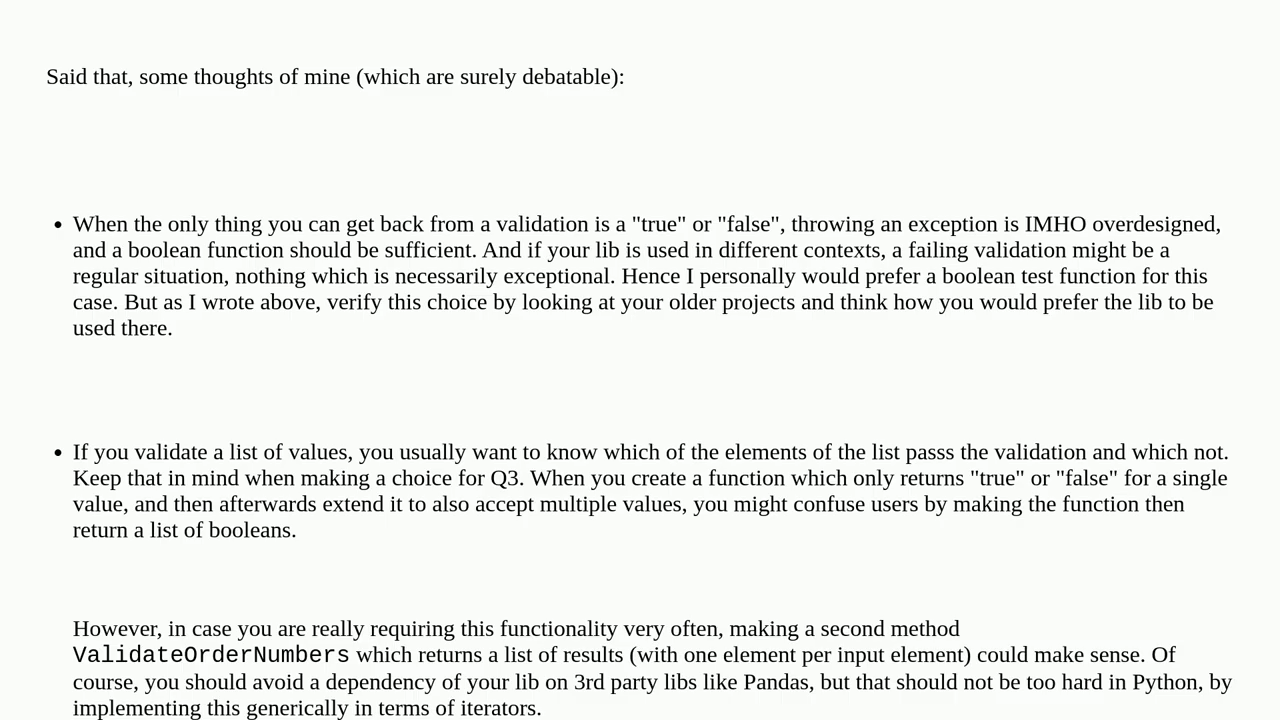 Said that, some thoughts of mine (which are surely debatable):
• When the only thing you can get back from a validation is a "true" or "false", throwing an exception is IMHO overdesigned,
and a boolean function should be sufficient. And if your lib is used in different contexts, a failing validation might be a
regular situation, nothing which is necessarily exceptional. Hence I personally would prefer a boolean test function for this
case. But as I wrote above, verify this choice by looking at your older projects and think how you would prefer the lib to be
used there.
• If you validate a list of values, you usually want to know which of the elements of the list passs the validation and which not.
Keep that in mind when making a choice for Q3. When you create a function which only returns "true" or "false" for a single
value, and then afterwards extend it to also accept multiple values, you might confuse users by making the function then
return a list of booleans.
However, in case you are really requiring this functionality very often, making a second method
ValidateOrderNumbers which returns a list of results (with one element per input element) could make sense. Of
course, you should avoid a dependency of your lib on 3rd party libs like Pandas, but that should not be too hard in Python, by
implementing this generically in terms of iterators.